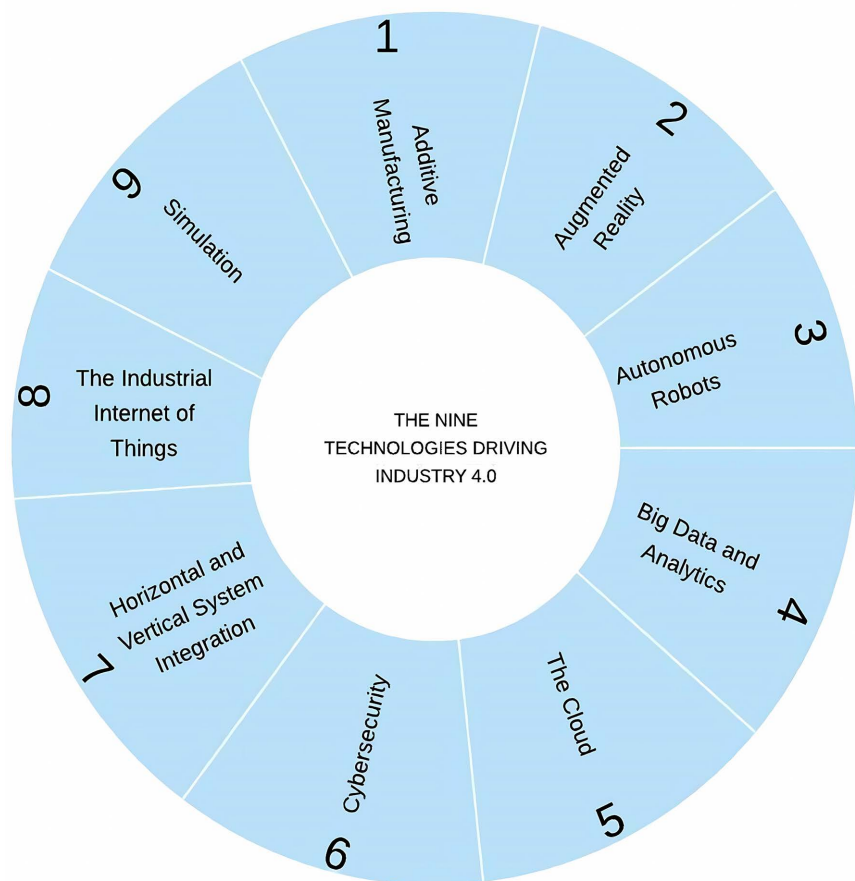 THE NINE
TECHNOLOGIES DRIVING
INDUSTRY 4.0
1
Additive
Manufacturing
2
Augmented
Reality
3
Autonomous
Robots
4
Big Data and
Analytics
5
The Cloud
6
Cybersecurity
7
Horizontal and
Vertical System
Integration
8
The Industrial
Internet of
Things
9
Simulation